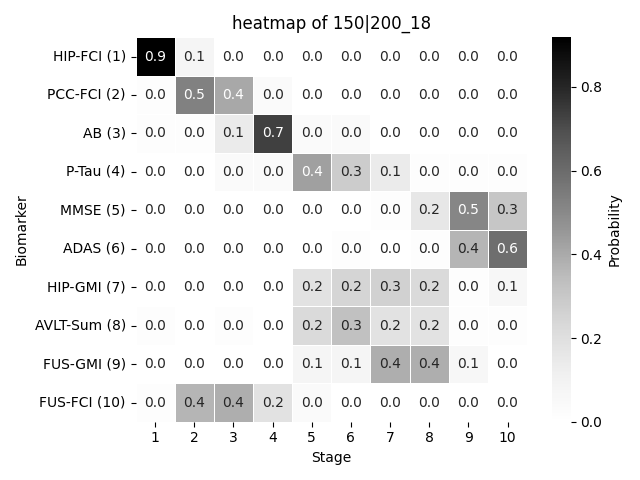 heatmap of 150|200_18
HIP-FCI (1) 0.9 0.1 0.0 0.0 0.0 0.0 0.0 0.0 0.0 0.0
PCC-FCI (2) 0.0 0.5 0.4 0.0 0.0 0.0 0.0 0.0 0.0 0.0
AB (3) 0.0 0.0 0.1 0.7 0.0 0.0 0.0 0.0 0.0 0.0
P-Tau (4) 0.0 0.0 0.0 0.0 0.4 0.3 0.1 0.0 0.0 0.0
MMSE (5) 0.0 0.0 0.0 0.0 0.0 0.0 0.0 0.2 0.5 0.3
ADAS (6) 0.0 0.0 0.0 0.0 0.0 0.0 0.0 0.0 0.4 0.6
HIP-GMI (7) 0.0 0.0 0.0 0.0 0.2 0.2 0.3 0.2 0.0 0.1
AVLT-Sum (8) 0.0 0.0 0.0 0.0 0.2 0.3 0.2 0.2 0.0 0.0
FUS-GMI (9) 0.0 0.0 0.0 0.0 0.1 0.1 0.4 0.4 0.1 0.0
FUS-FCI (10) 0.0 0.4 0.4 0.2 0.0 0.0 0.0 0.0 0.0 0.0
1 2 3 4 5 6 7 8 9 10
Stage
Biomarker
0.8
0.6
0.4
0.2
0.0
Probability